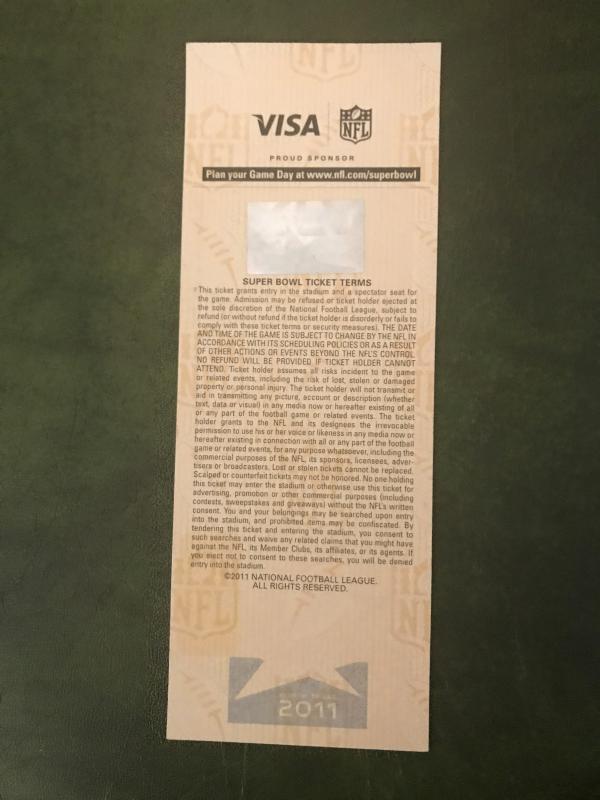 NFL
VISA NFL
PROUD SPONSOR
Plan your Game Day at www.nfl.com/superbowl
SUPER BOWL TICKET TERMS
This ticket grants entry in the stadium and a spectator seat for
the game. Admission may be refused or ticket holder ejected at
the sole discretion of the National Football League, subject to
refund (or without refund if the ticket holder is disorderly or fails to
comply with these ticket terms or security measures). THE DATE
AND TIME OF THE GAME IS SUBJECT TO CHANGE BY THE NFL IN
ACCORDANCE WITH ITS SCHEDULING POLICIES OR AS A RESULT
OF OTHER ACTIONS OR EVENTS BEYOND THE NFL'S CONTROL.
NO REFUND WILL BE PROVIDED IF TICKET HOLDER CANNOT
ATTEND. Ticket holder assumes all risks incident to the game
or related events, including the risk of lost, stolen or damaged
property or personal injury. The ticket holder will not transmit or
aid in transmitting any picture, account or description (whether
text, data or visual) in any media now or hereafter existing of all
or any part of the football game or related events. The ticket
holder grants to the NFL and its designees the irrevocable
permission to use his or her voice or likeness in any media now or
hereafter existing in connection with all or any part of the football
game or related events, for any purpose whatsoever, including the
commercial purposes of the NFL, its sponsors, licensees, adver-
tisers or broadcasters. Lost or stolen tickets cannot be replaced.
Scalped or counterfeit tickets may not be honored. No one holding
this ticket may enter the stadium or otherwise use this ticket for
advertising, promotion or other commercial purposes (including
contests, sweepstakes and giveaways) without the NFL's written
consent. You and your belongings may be searched upon entry
into the stadium, and prohibited items may be confiscated. By
tendering this ticket and entering the stadium, you consent to
such searches and waive any related claims that you might have
against the NFL, its Member Clubs, its affiliates, or its agents. If
you elect not to consent to these searches, you will be denied
entry into the stadium.
©2011 NATIONAL FOOTBALL LEAGUE.
ALL RIGHTS RESERVED.
NFL
2011